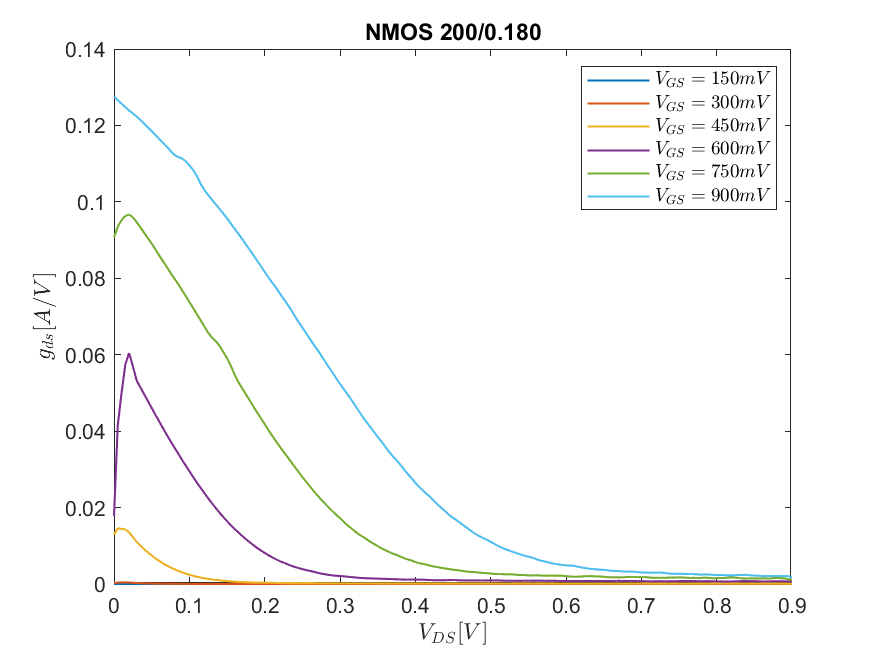 NMOS 200/0.180
0.14
0.12
0.1
0.08
0.06
0.04
0.02
0
g_{ds}[A/V]
V_{GS} = 150mV
V_{GS} = 300mV
V_{GS} = 450mV
V_{GS} = 600mV
V_{GS} = 750mV
V_{GS} = 900mV
0 0.1 0.2 0.3 0.4 0.5 0.6 0.7 0.8 0.9
V_{DS}[V]